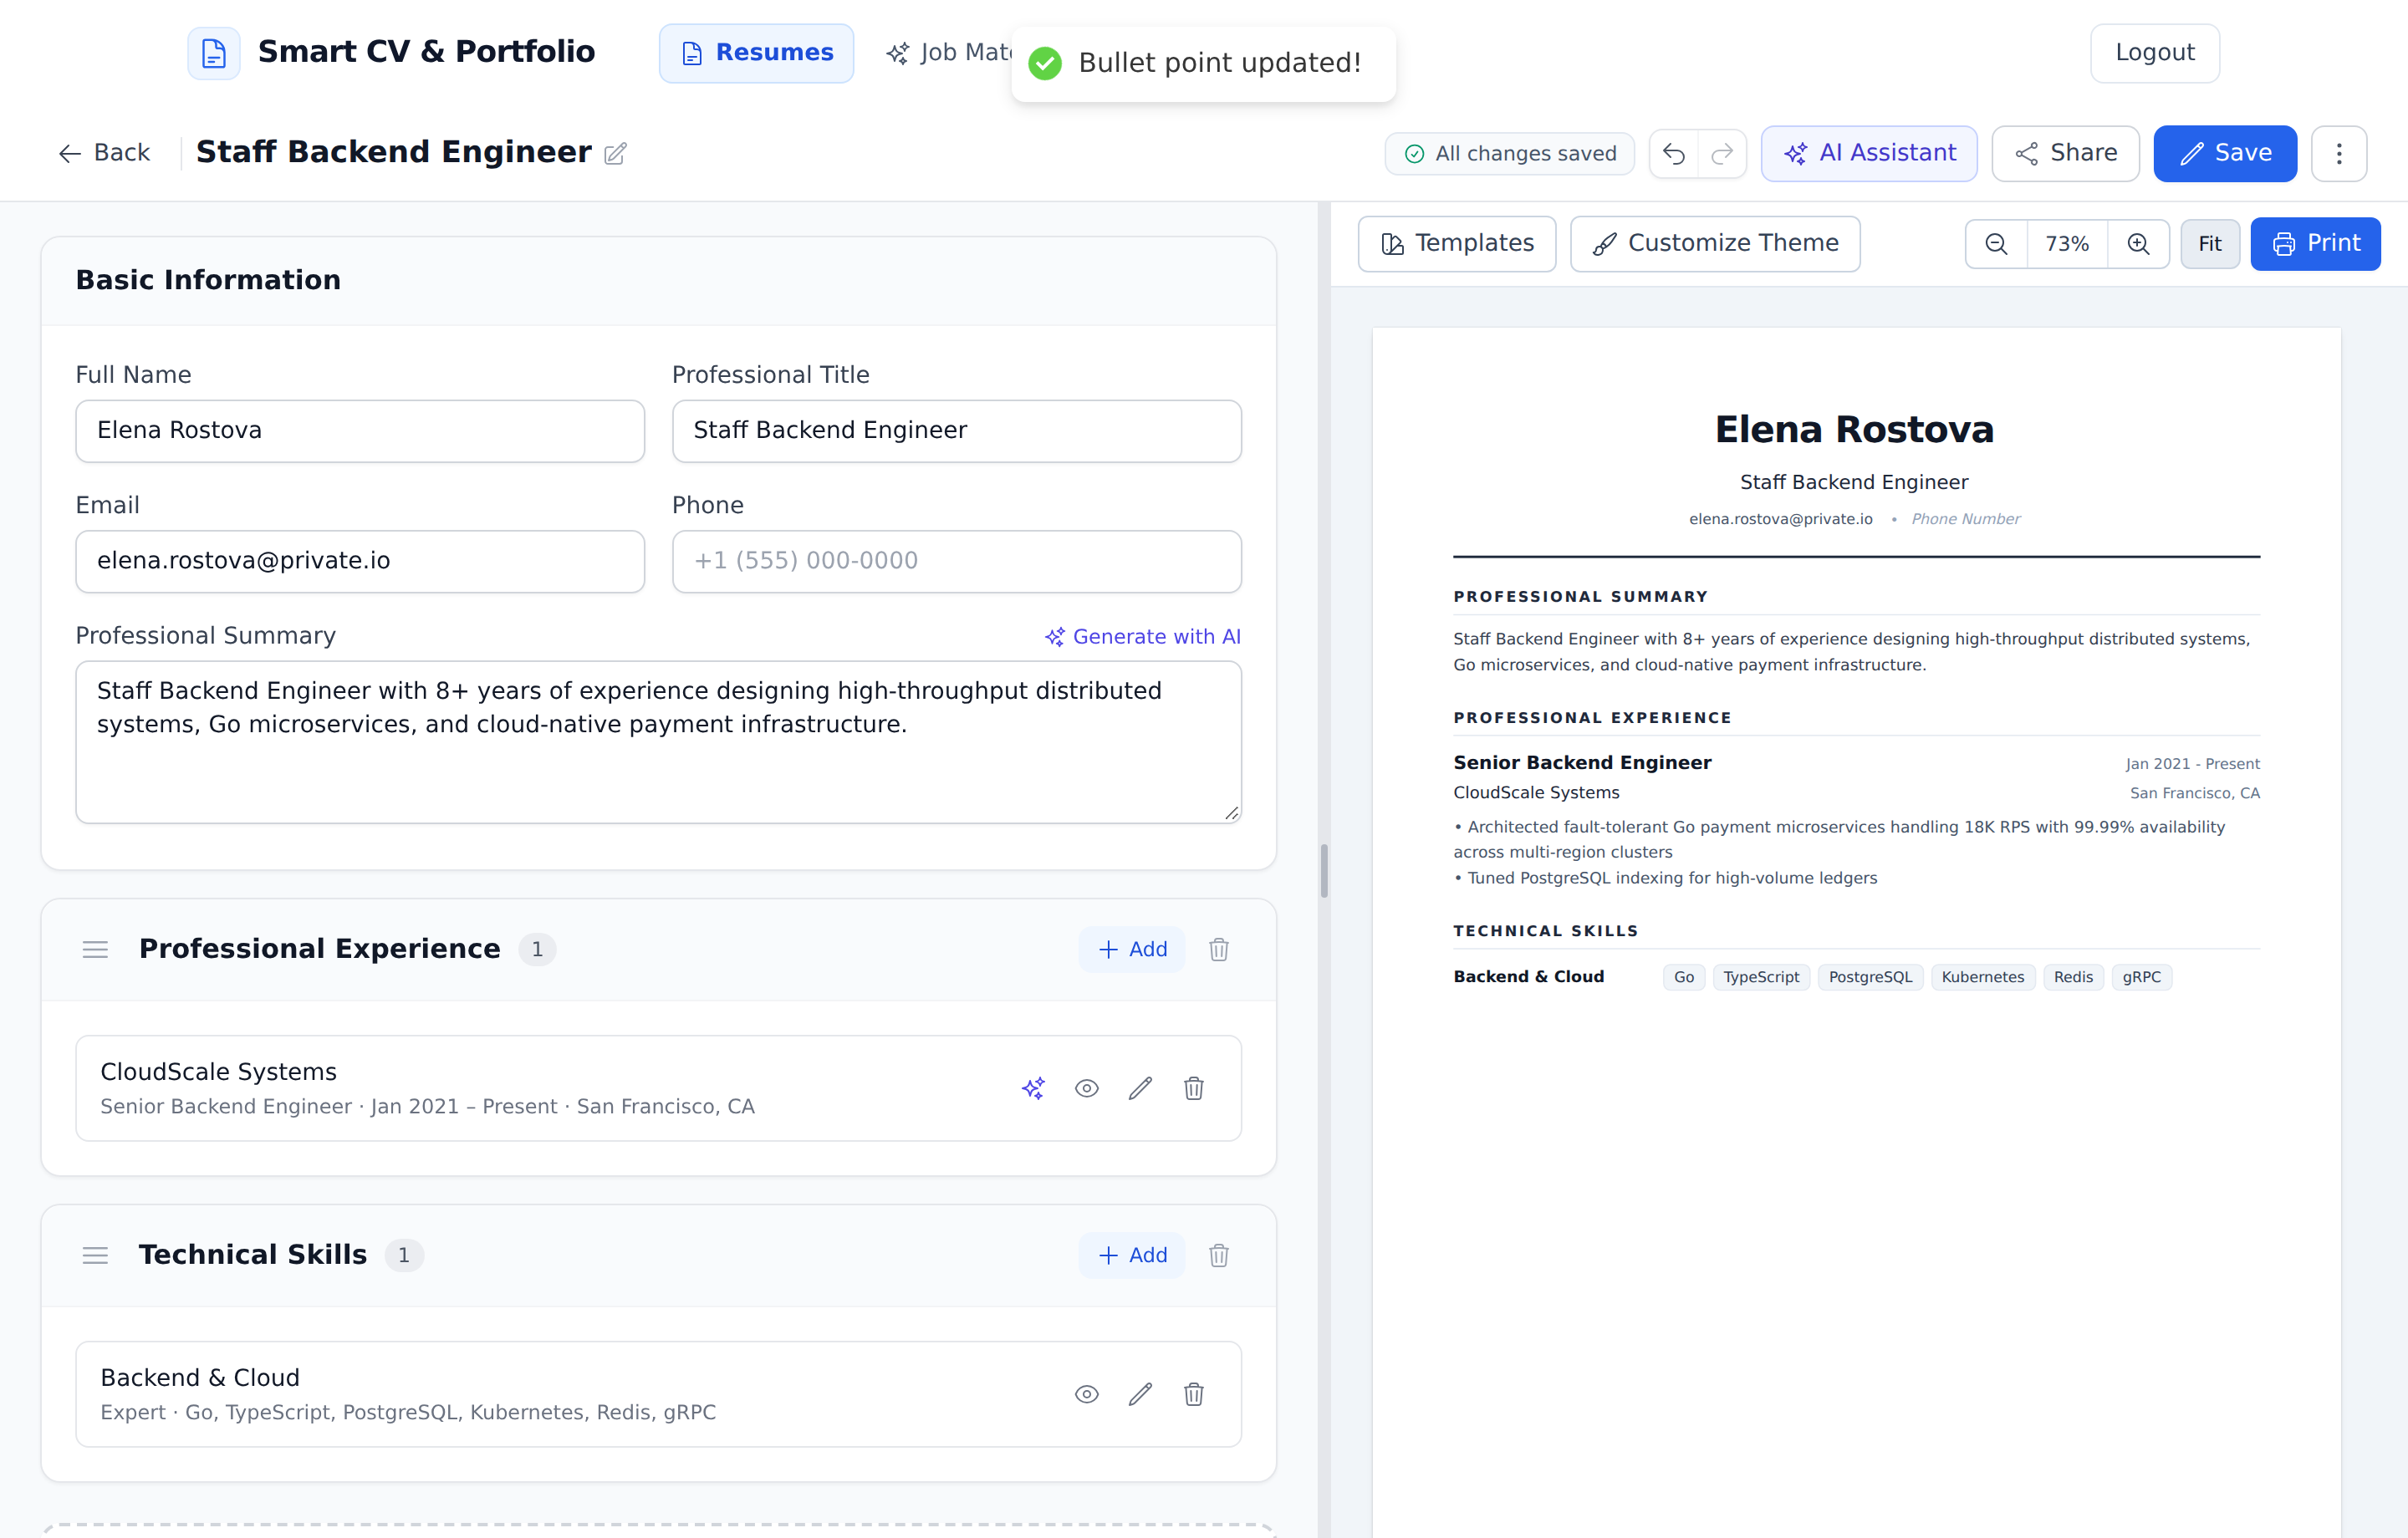 Smart CV & Portfolio
Resumes
Job Mat
Bullet point updated!
Logout
Back
Staff Backend Engineer
All changes saved
AI Assistant
Share
Save
Basic Information
Full Name
Professional Title
Elena Rostova
Staff Backend Engineer
Email
Phone
elena.rostova@private.io
+1 (555) 000-0000
Professional Summary
Generate with AI
Staff Backend Engineer with 8+ years of experience designing high-throughput distributed
systems, Go microservices, and cloud-native payment infrastructure.
Professional Experience 1
Add
CloudScale Systems
Senior Backend Engineer · Jan 2021 – Present · San Francisco, CA
Technical Skills 1
Add
Backend & Cloud
Expert · Go, TypeScript, PostgreSQL, Kubernetes, Redis, gRPC
Templates
Customize Theme
73%
Fit
Print
Elena Rostova
Staff Backend Engineer
elena.rostova@private.io • Phone Number
PROFESSIONAL SUMMARY
Staff Backend Engineer with 8+ years of experience designing high-throughput distributed systems,
Go microservices, and cloud-native payment infrastructure.
PROFESSIONAL EXPERIENCE
Senior Backend Engineer Jan 2021 - Present
CloudScale Systems San Francisco, CA
• Architected fault-tolerant Go payment microservices handling 18K RPS with 99.99% availability
across multi-region clusters
• Tuned PostgreSQL indexing for high-volume ledgers
TECHNICAL SKILLS
Backend & Cloud Go TypeScript PostgreSQL Kubernetes Redis gRPC